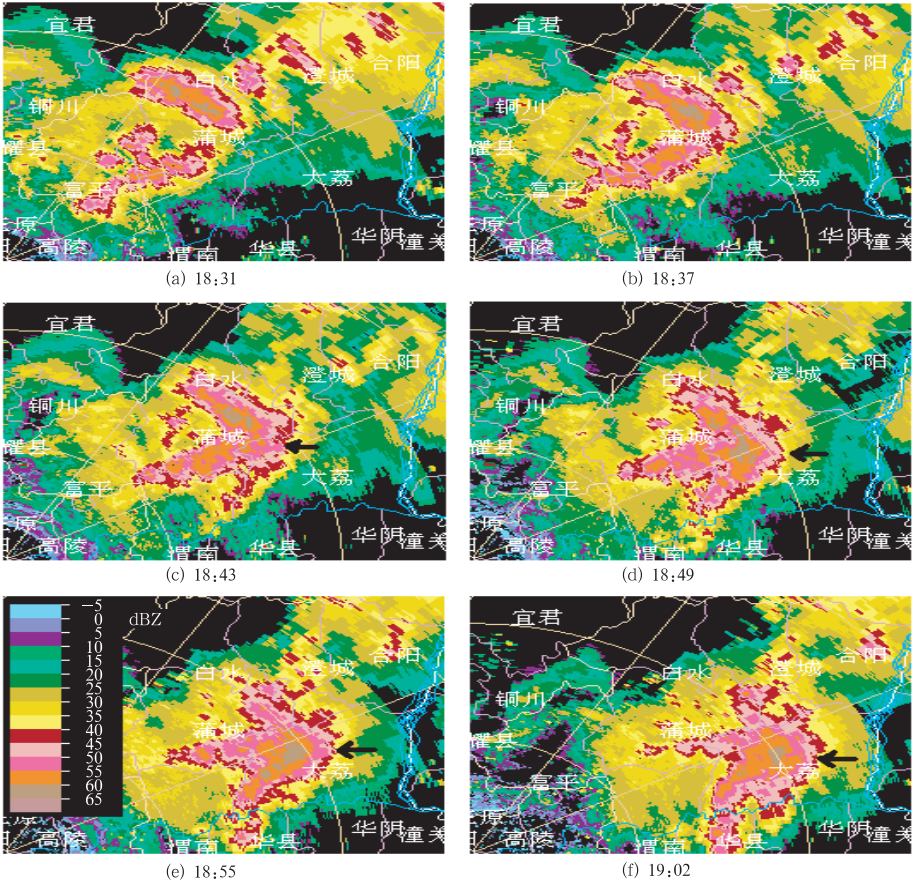 宜君
合阳
白水
澄城
铜川
蒲城
耀县
富平
大荔
原
华阴 潼关
高陵
渭南
华县
(a) 18:31
宜君
合阳
白水
澄城
铜川
蒲城
耀县
富平
大荔
原
华阴 潼关
高陵
渭南
华县
(b) 18:37
宜君
合阳
白水
澄城
铜川
蒲城
耀县
富平
大荔
原
华阴 潼关
高陵
渭南
华县
(c) 18:43
宜君
合阳
白水
澄城
铜川
蒲城
耀县
富平
大荔
原
华阴 潼关
高陵
渭南
华县
(d) 18:49
-5
0
5
10
15
20
25
30
35
40
45
50
55
60
65
dBZ
合阳
白水
澄城
蒲城
大荔
华阴 潼关
高陵
渭南
华县
(e) 18:55
宜君
合阳
白水
澄城
铜川
蒲城
耀县
富平
大荔
原
华阴 潼关
高陵
渭南
华县
(f) 19:02